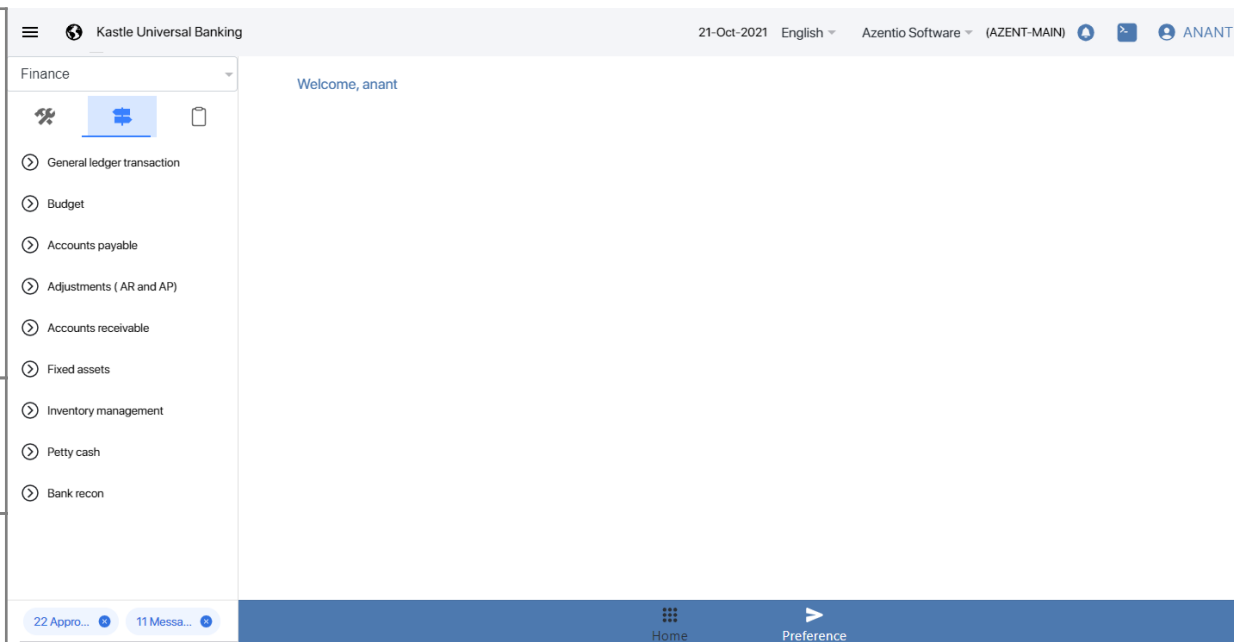 Kastle Universal Banking
21-Oct-2021 English Azentio Software (AZENT-MAIN) ANANT
Finance
Welcome, anant
General ledger transaction
Budget
Accounts payable
Adjustments ( AR and AP)
Accounts receivable
Fixed assets
Inventory management
Petty cash
Bank recon
22 Appro... 11 Messa...
Home Preference